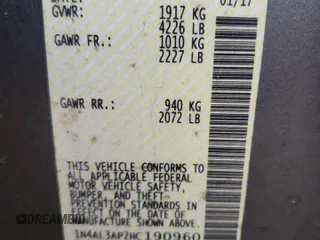 DATE: 01/17
GVWR: 1917 KG
4226 LB
GAWR FR: 1010 KG
2227 LB
GAWR RR: 940 KG
2072 LB
THIS VEHICLE CONFORMS TO
ALL APPLICABLE FEDERAL
MOTOR VEHICLE SAFETY,
BUMPER, AND THEFT
PREVENTION STANDARDS IN
EFFECT ON THE DATE OF
MANUFACTURE SHOWN ABOVE
1N4AL3AP2HC190960